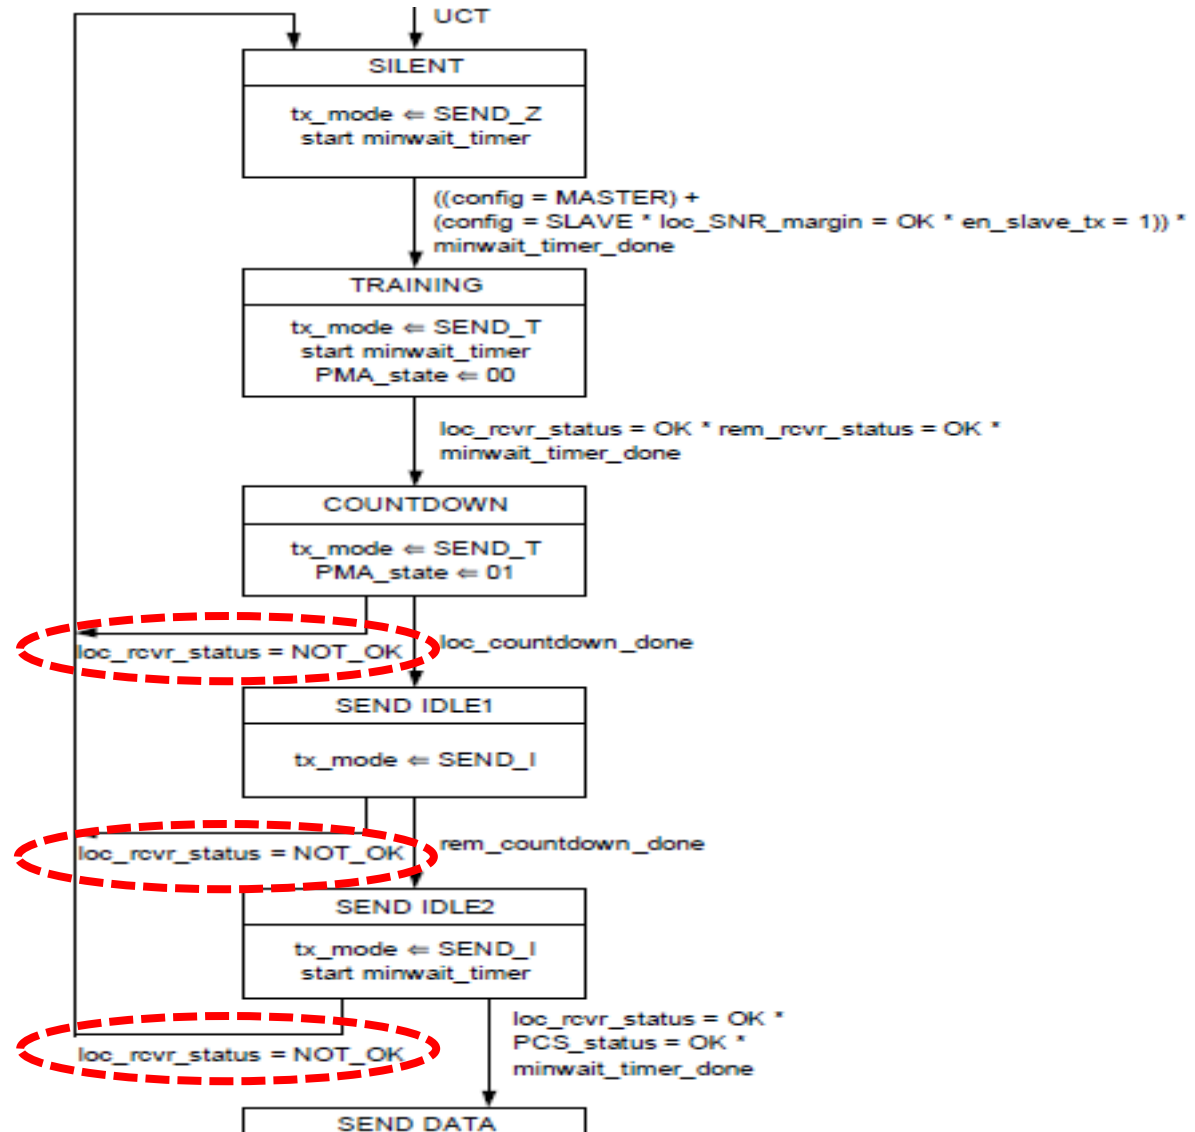 UCT
SILENT
tx_mode ⇐ SEND_Z
start minwait_timer
((config = MASTER) +
(config = SLAVE * loc_SNR_margin = OK * en_slave_tx = 1)) *
minwait_timer_done
TRAINING
tx_mode ⇐ SEND_T
start minwait_timer
PMA_state ⇐ 00
loc_rcvr_status = OK * rem_rcvr_status = OK *
minwait_timer_done
COUNTDOWN
tx_mode ⇐ SEND_T
PMA_state ⇐ 01
loc_rcvr_status = NOT_OK
loc_countdown_done
SEND IDLE1
tx_mode ⇐ SEND_I
loc_rcvr_status = NOT_OK
rem_countdown_done
SEND IDLE2
tx_mode ⇐ SEND_I
start minwait_timer
loc_rcvr_status = NOT_OK
loc_rcvr_status = OK *
PCS_status = OK *
minwait_timer_done
SEND DATA